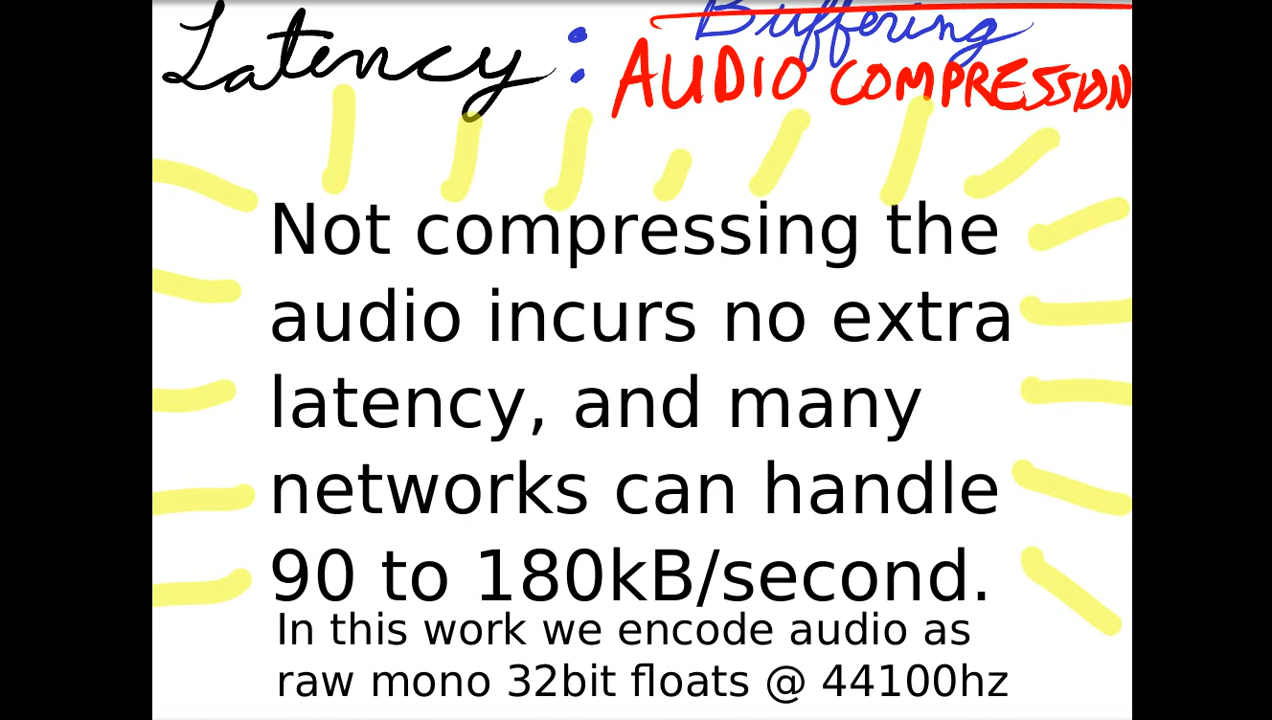 Latency : Buffering
AUDIO COMPRESSION
Not compressing the
audio incurs no extra
latency, and many
networks can handle
90 to 180kB/second.
In this work we encode audio as
raw mono 32bit floats @ 44100hz